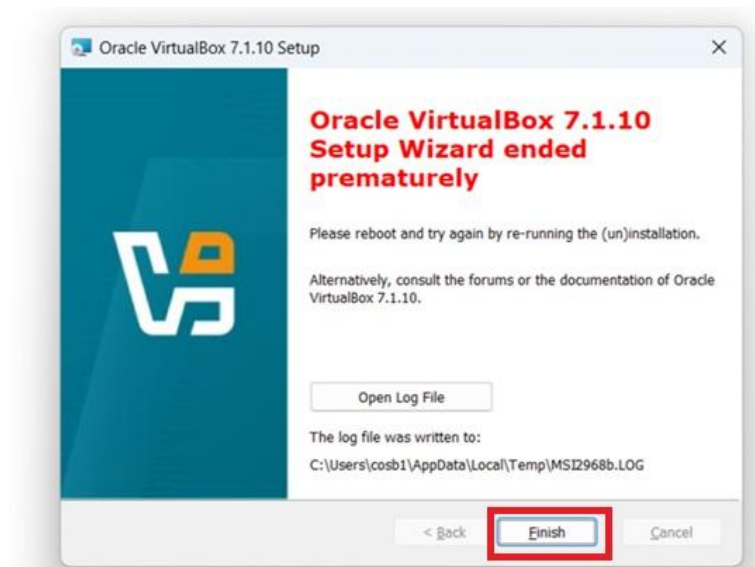 Oracle VirtualBox 7.1.10 Setup
Oracle VirtualBox 7.1.10
Setup Wizard ended
prematurely
Please reboot and try again by re-running the (un)installation.
Alternatively, consult the forums or the documentation of Oracle
VirtualBox 7.1.10.
Open Log File
The log file was written to:
C:\Users\cosb1\AppData\Local\Temp\MSI2968b.LOG
< Back
Finish
Cancel